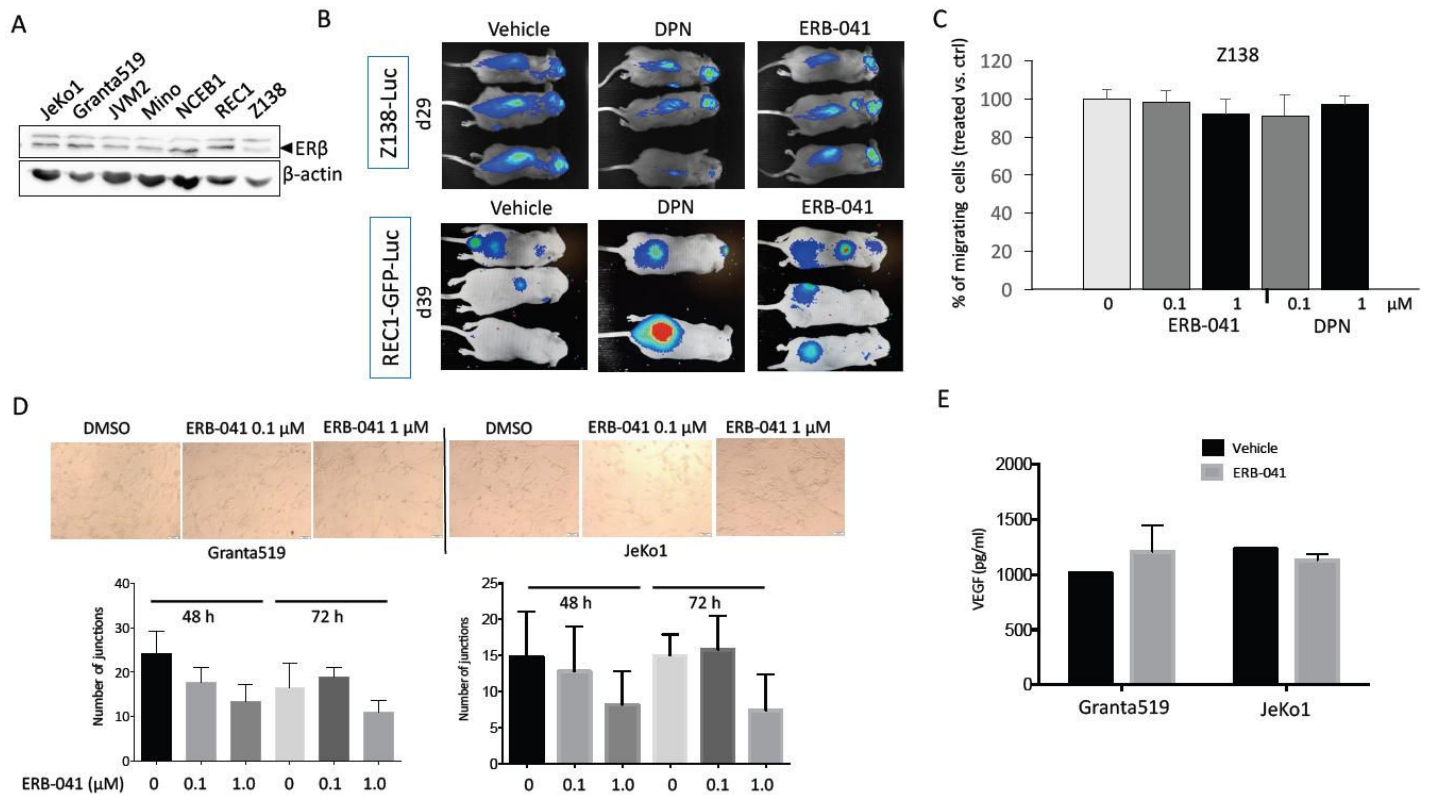 A
JeKo1
Granta519
JVM2
Mino
NCEB1
REC1
Z138
ERβ
β-actin
B
Vehicle
DPN
ERB-041
Z138-Luc
d29
Vehicle
DPN
ERB-041
REC1-GFP-Luc
d39
C
Z138
% of migrating cells (treated vs. ctrl)
120
100
80
60
40
20
0
0
0.1
1
0.1
1
µM
ERB-041
DPN
D
DMSO
ERB-041 0.1 µM
ERB-041 1 µM
DMSO
ERB-041 0.1 µM
ERB-041 1 µM
Granta519
JeKo1
Number of junctions
40
30
20
10
0
48 h
72 h
ERB-041 (µM)
0
0.1
1.0
0
0.1
1.0
Number of junctions
25
20
15
10
5
0
48 h
72 h
0
0.1
1.0
0
0.1
1.0
E
Vehicle
ERB-041
VEGF (pg/ml)
2000
1500
1000
500
0
Granta519
JeKo1